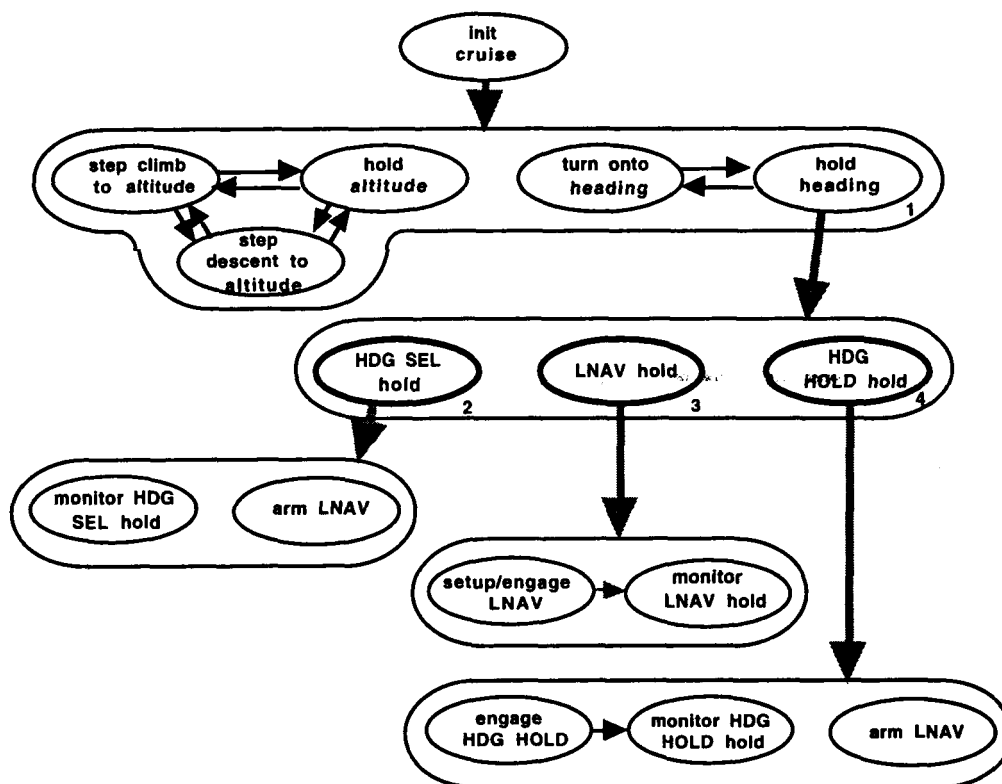 init
cruise
step climb
to altitude
hold
altitude
turn onto
heading
hold
heading
1
step
descent to
altitude
HDG SEL
hold
2
LNAV hold
3
HDG
HOLD hold
4
monitor HDG
SEL hold
arm LNAV
setup/engage
LNAV
monitor
LNAV hold
engage
HDG HOLD
monitor HDG
HOLD hold
arm LNAV